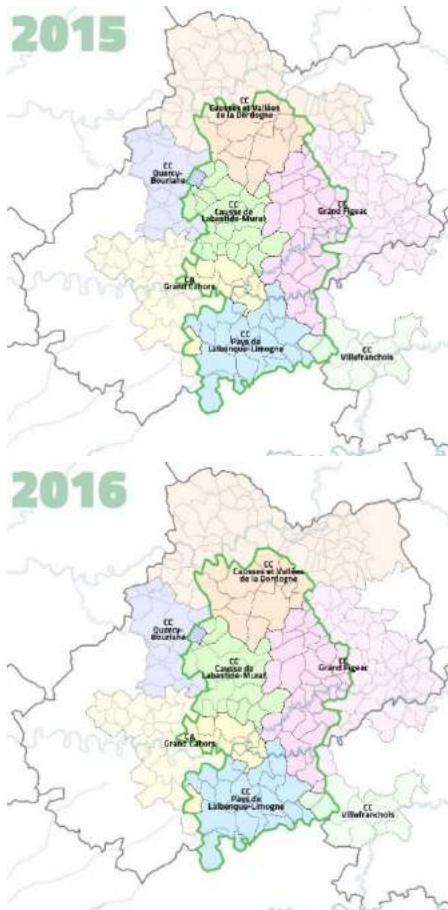 2015
CC
Causses et Vallées
de la Dordogne
CC
Quercy-
Bouriane
CC
Causse de
Labastide-Murat
CC
Grand Figeac
CA
Grand Cahors
CC
Pays de
Lalbenque-Limogne
CC
Villefranchois
2016
CC
Causses et Vallées
de la Dordogne
CC
Quercy-
Bouriane
CC
Causse de
Labastide-Murat
CC
Grand Figeac
CA
Grand Cahors
CC
Pays de
Lalbenque-Limogne
CC
Villefranchois